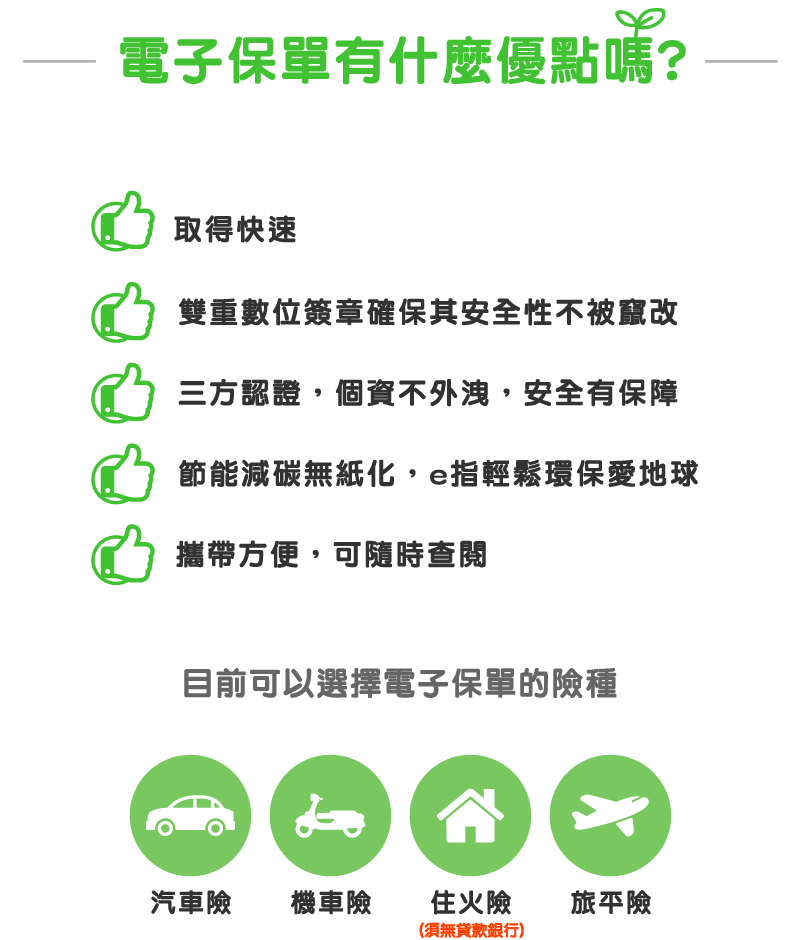 電子保單有什麼優點嗎?
取得快速
雙重數位簽章確保其安全性不被竄改
三方認證，個資不外洩，安全有保障
節能減碳無紙化，e指輕鬆環保愛地球
攜帶方便，可隨時查閱
目前可以選擇電子保單的險種
汽車險 機車險 住火險 旅平險
(須無貸款銀行)